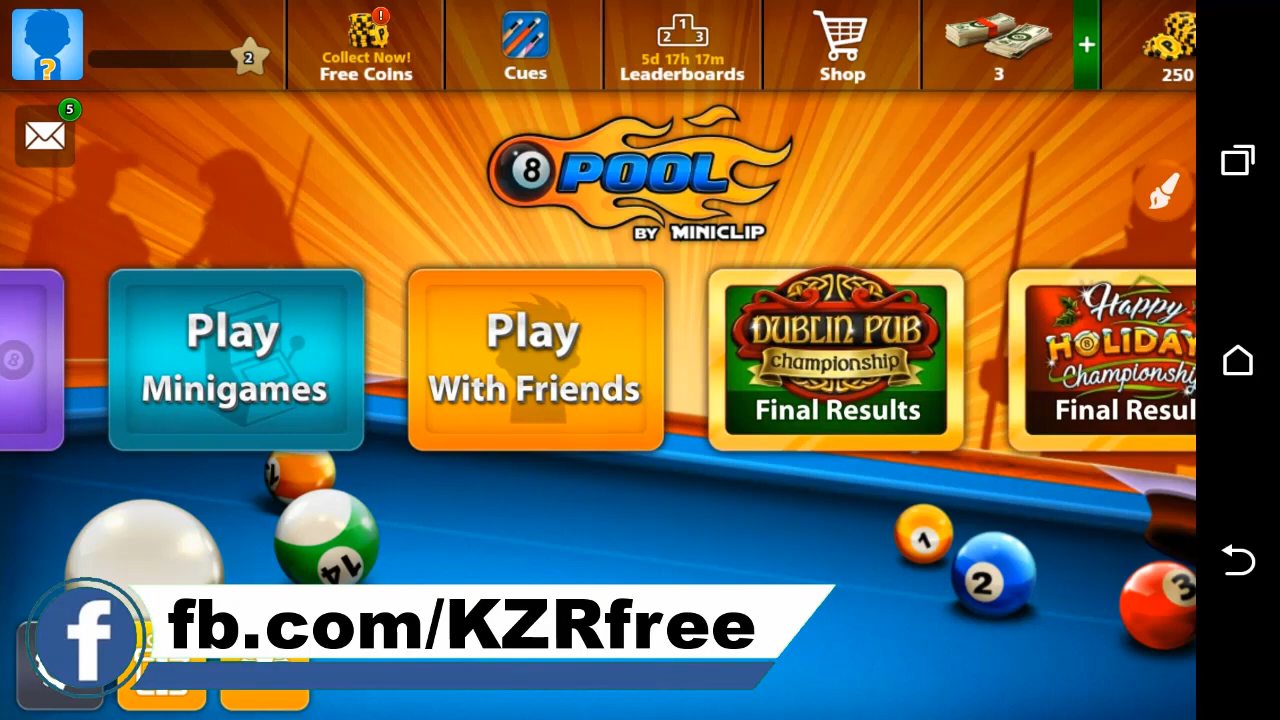 ?
2
!
Collect Now!
Free Coins
Cues
1
2 3
5d 17h 17m
Leaderboards
Shop
3
+
250
5
8 POOL
BY MINICLIP
8
Play
Minigames
Play
With Friends
DUBLIN PUB
championship
Final Results
Happy
HOLIDAY
Championship
Final Resul
14
1
2
3
f
fb.com/KZRfree